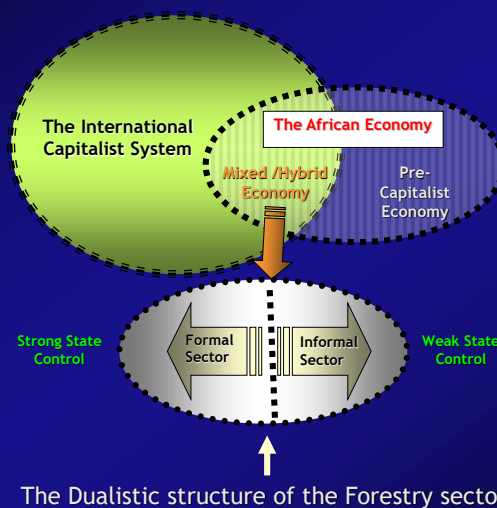 The International
Capitalist System
The African Economy
Mixed /Hybrid
Economy
Pre-
Capitalist
Economy
Strong State
Control
Formal
Sector
Informal
Sector
Weak State
Control
The Dualistic structure of the Forestry secto